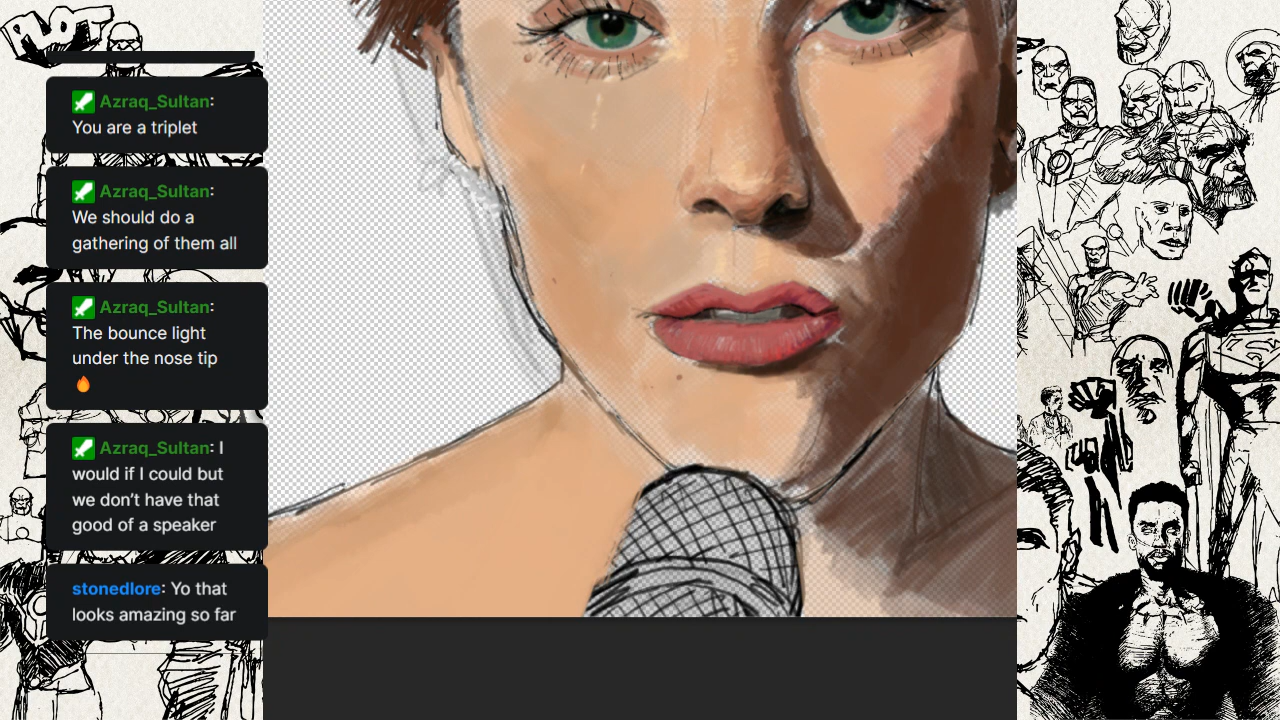 PLOT
Azraq_Sultan:
You are a triplet
Azraq_Sultan:
We should do a
gathering of them all
Azraq_Sultan:
The bounce light
under the nose tip
🔥
Azraq_Sultan: I
would if I could but
we don’t have that
good of a speaker
stonedlore: Yo that
looks amazing so far